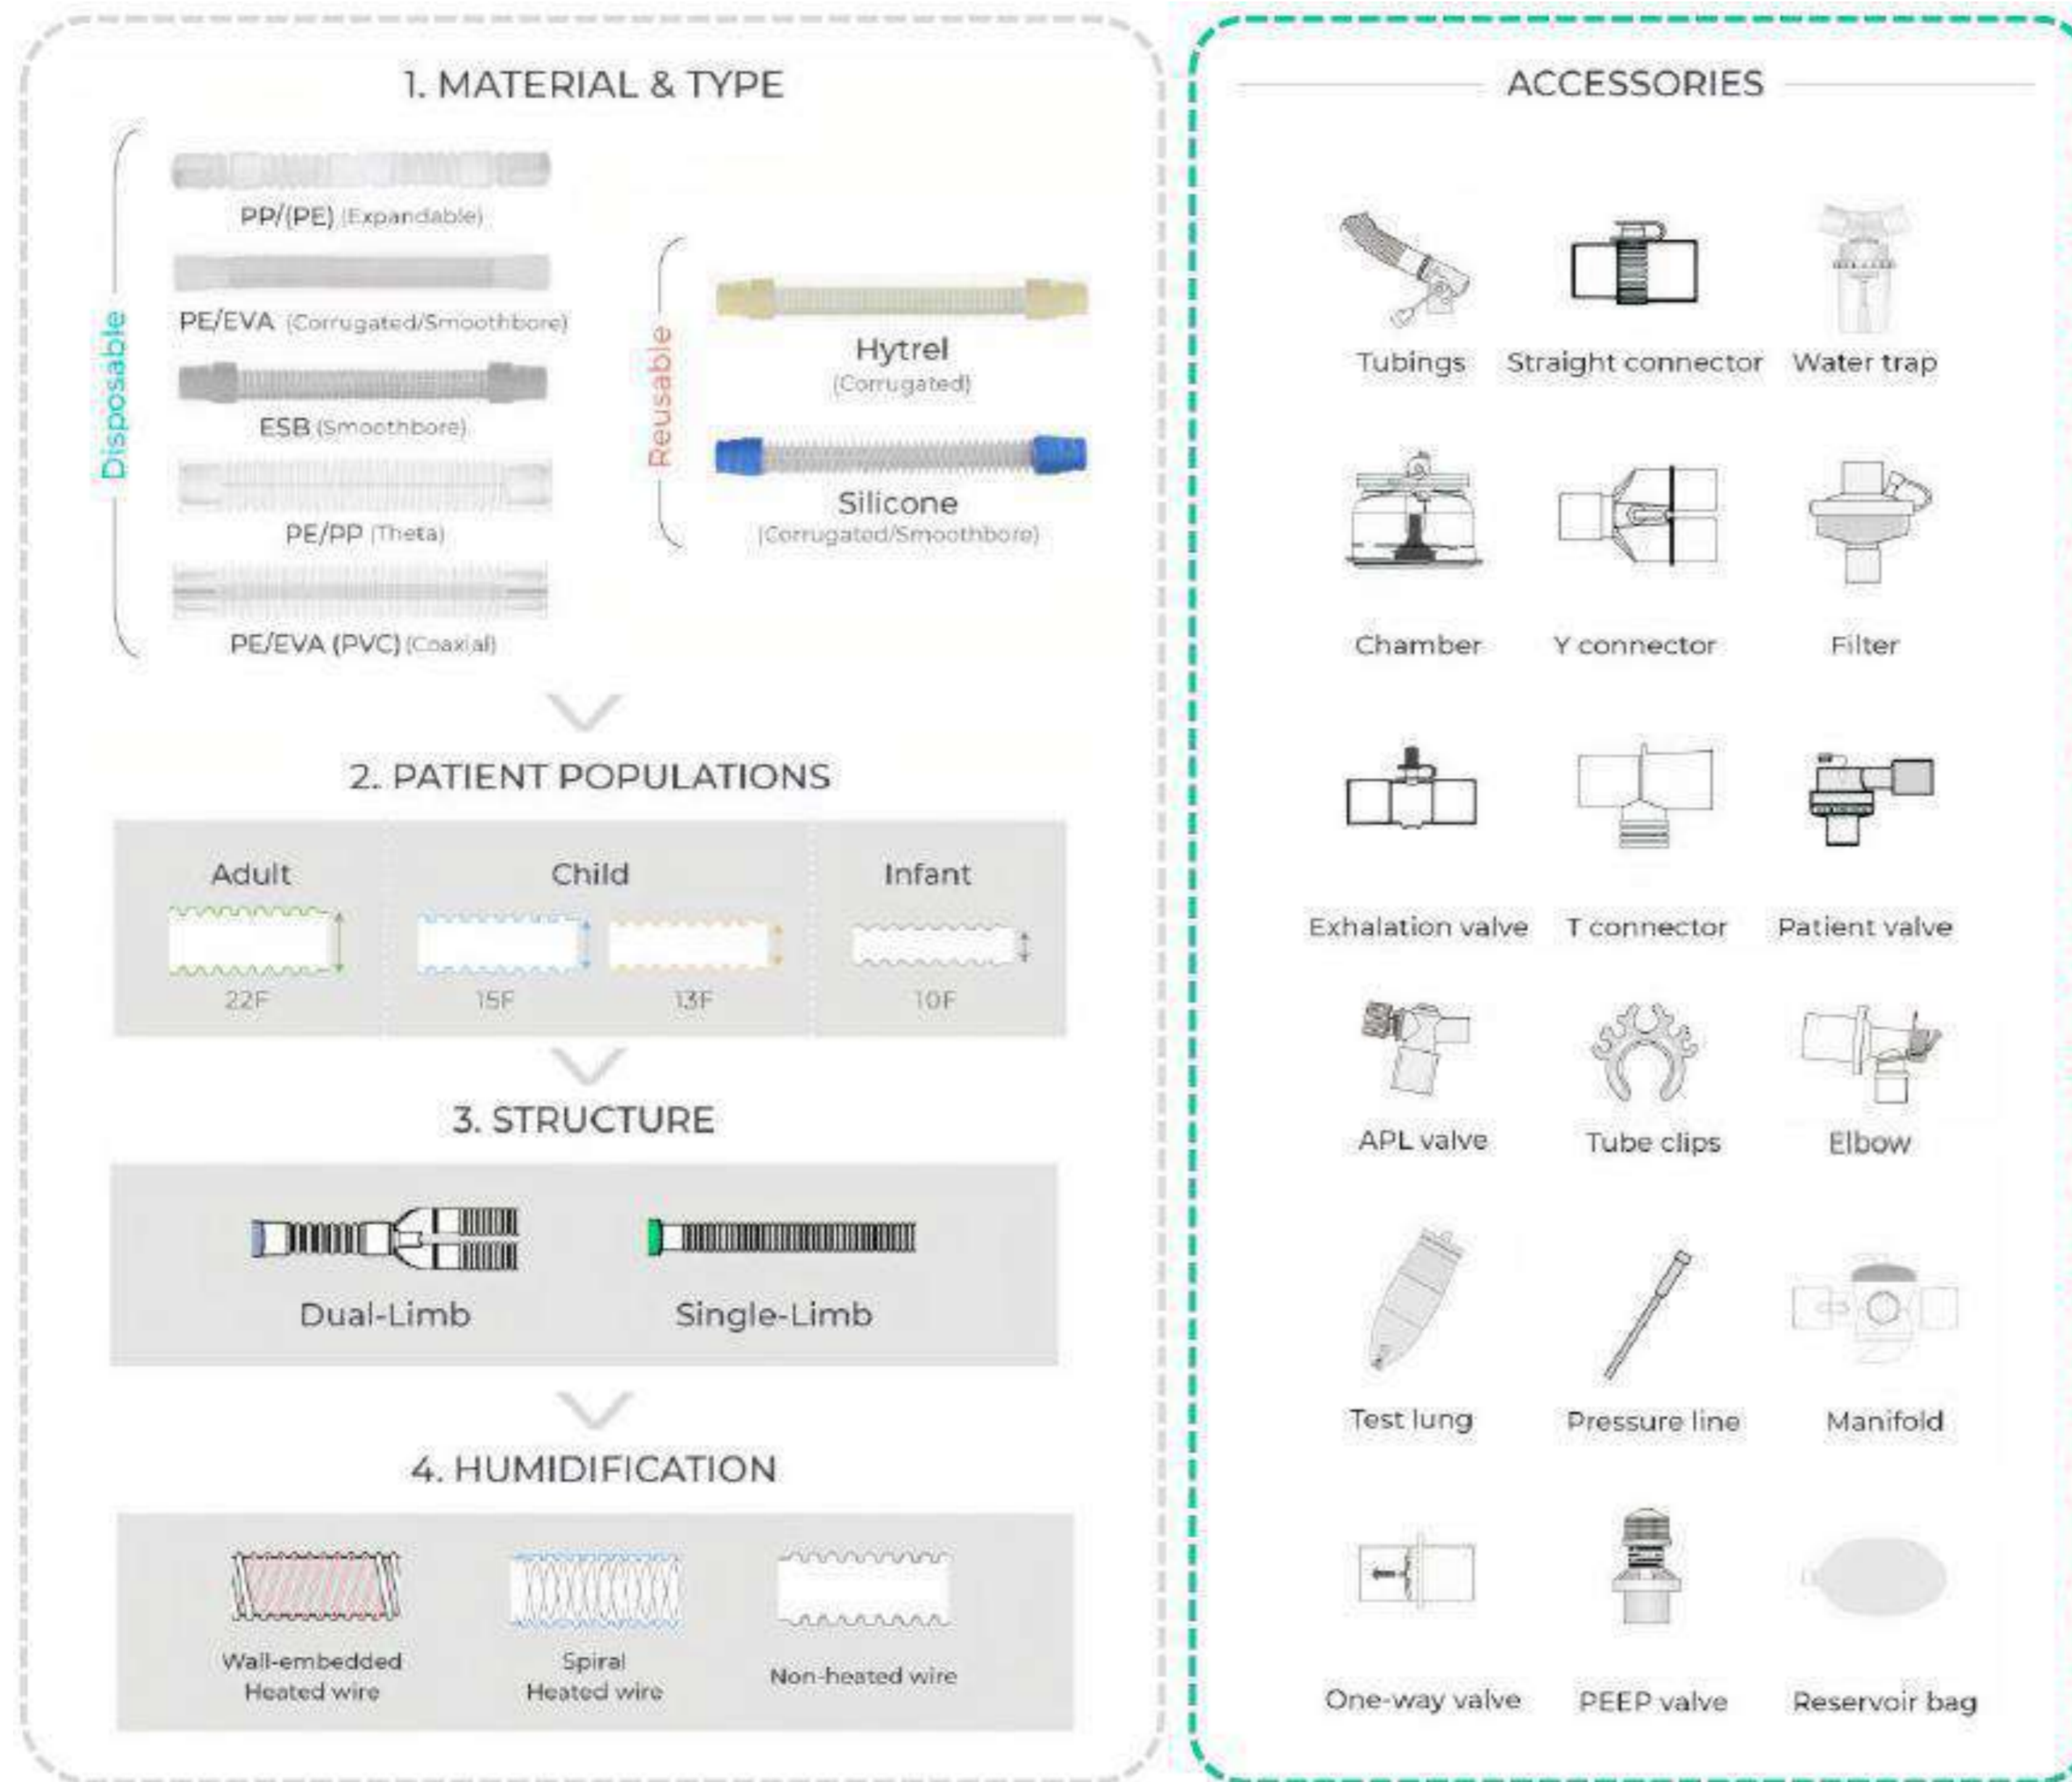 1. MATERIAL & TYPE
Disposable
PP/(PE) (Expandable)
PE/EVA (Corrugated/Smoothbore)
ESB (Smoothbore)
PE/PP (Theta)
PE/EVA (PVC) (Coaxial)
Reusable
Hytrel
(Corrugated)
Silicone
(Corrugated/Smoothbore)
2. PATIENT POPULATIONS
Adult Child Infant
22F 15F 13F 10F
3. STRUCTURE
Dual-Limb Single-Limb
4. HUMIDIFICATION
Wall-embedded
Heated wire
Spiral
Heated wire
Non-heated wire
ACCESSORIES
Tubings Straight connector Water trap
Chamber Y connector Filter
Exhalation valve T connector Patient valve
APL valve Tube clips Elbow
Test lung Pressure line Manifold
One-way valve PEEP valve Reservoir bag